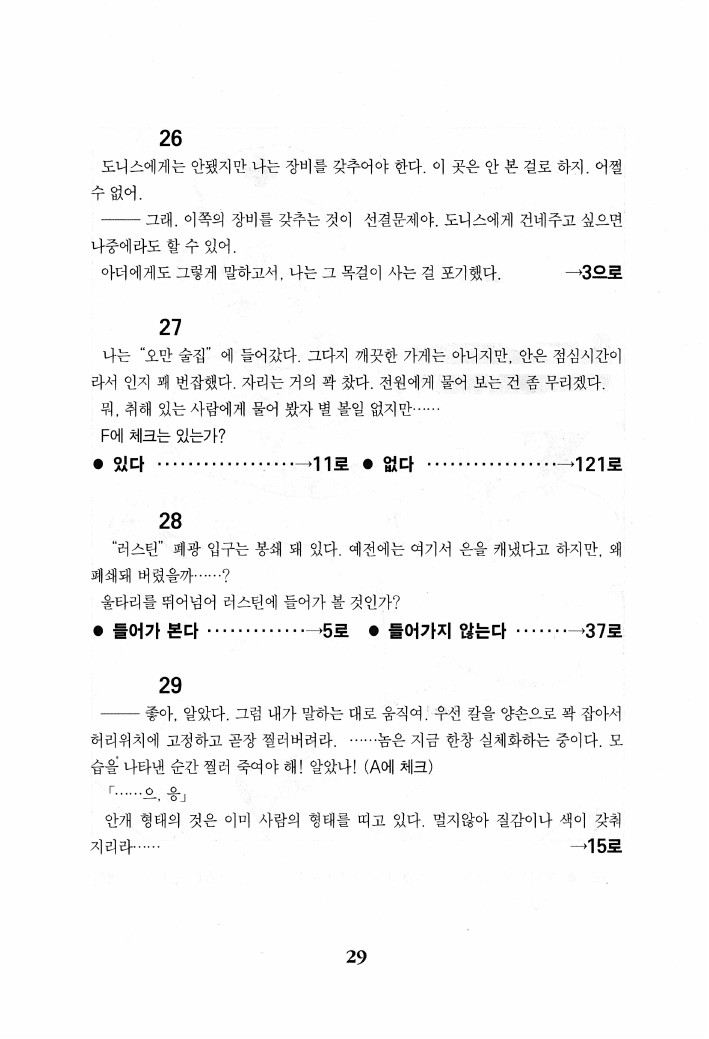 26
도니스에게는 안됐지만 나는 장비를 갖추어야 한다. 이 곳은 안 본 걸로 하지. 어쩔
수 없어.
─── 그래. 이쪽의 장비를 갖추는 것이 선결문제야. 도니스에게 건네주고 싶으면
나중에라도 할 수 있어.
아더에게도 그렇게 말하고서, 나는 그 목걸이 사는 걸 포기했다. →3으로
27
나는 “오만 술집” 에 들어갔다. 그다지 깨끗한 가게는 아니지만, 안은 점심시간이
라서 인지 꽤 번잡했다. 자리는 거의 꽉 찼다. 전원에게 물어 보는 건 좀 무리겠다.
뭐, 취해 있는 사람에게 물어 봤자 별 볼일 없지만……
F에 체크는 있는가?
● 있다 ………………→11로 ● 없다 ………………→121로
28
“러스틴” 폐광 입구는 봉쇄 돼 있다. 예전에는 여기서 은을 캐냈다고 하지만, 왜
폐쇄돼 버렸을까……?
울타리를 뛰어넘어 러스틴에 들어가 볼 것인가?
● 들어가 본다 …………→5로 ● 들어가지 않는다 ……→37로
29
─── 좋아, 알았다. 그럼 내가 말하는 대로 움직여. 우선 칼을 양손으로 꽉 잡아서
허리위치에 고정하고 곧장 찔러버려라. ……놈은 지금 한창 실체화하는 중이다. 모
습을 나타낸 순간 찔러 죽여야 해! 알았나! (A에 체크)
「……으, 응」
안개 형태의 것은 이미 사람의 형태를 띠고 있다. 멀지않아 질감이나 색이 갖춰
지리라…… →15로
29